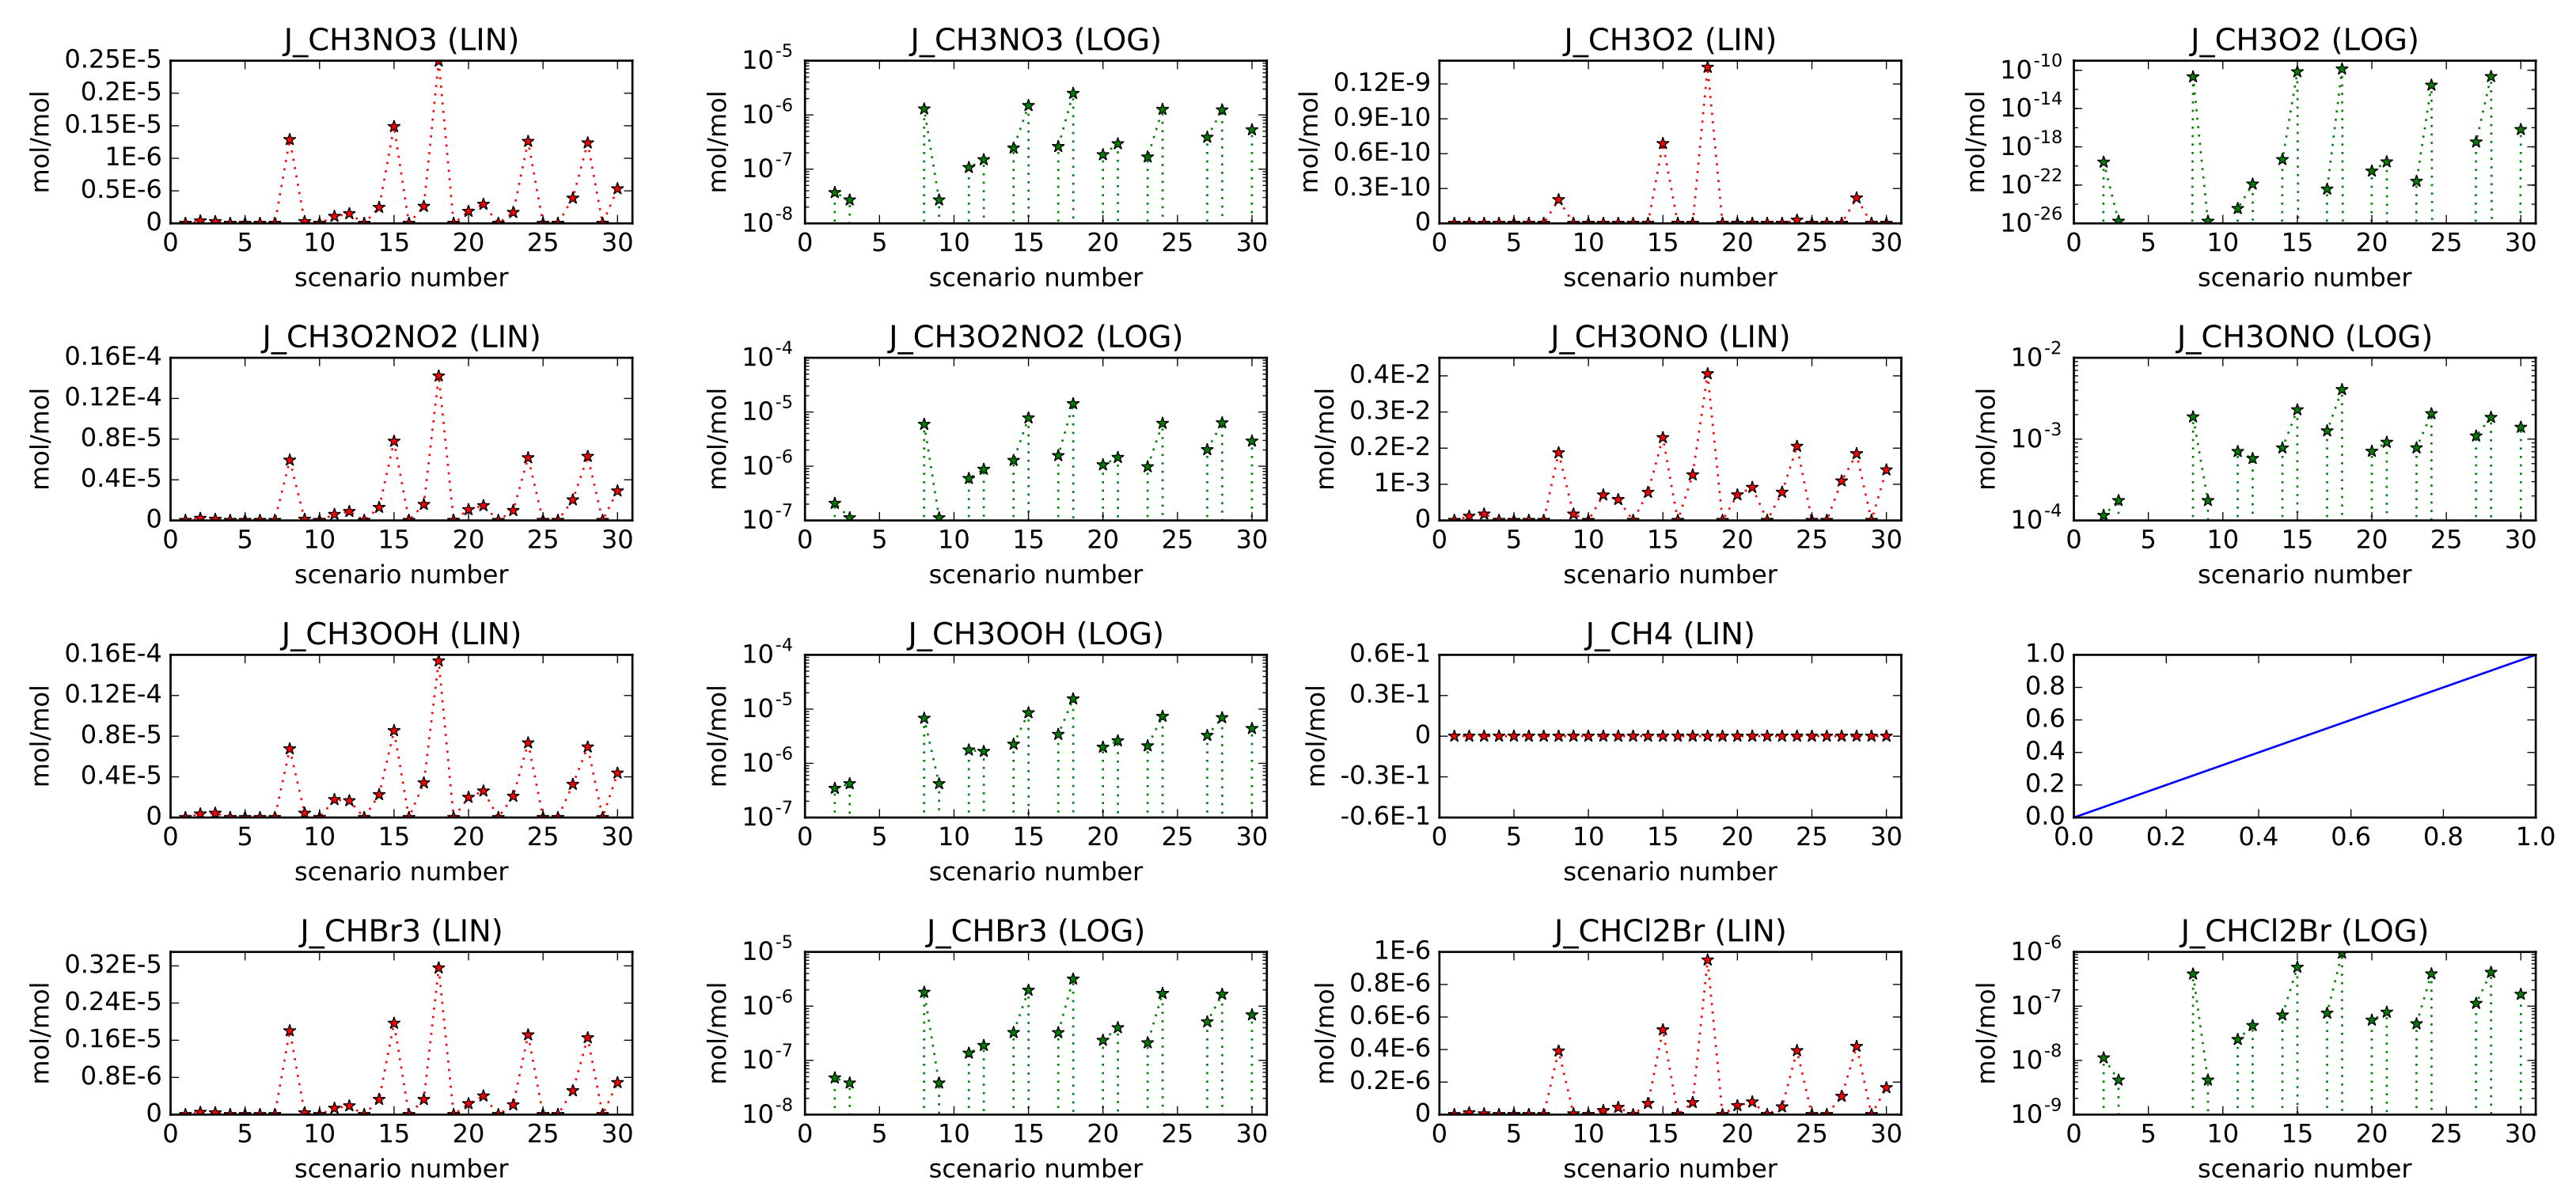 J_CH3NO3 (LIN)
mol/mol
0.25E-5
0.2E-5
0.15E-5
1E-6
0.5E-6
0
0 5 10 15 20 25 30
scenario number
J_CH3NO3 (LOG)
mol/mol
10-5
10-6
10-7
10-8
0 5 10 15 20 25 30
scenario number
J_CH3O2 (LIN)
mol/mol
0.12E-9
0.9E-10
0.6E-10
0.3E-10
0
0 5 10 15 20 25 30
scenario number
J_CH3O2 (LOG)
mol/mol
10-10
10-14
10-18
10-22
10-26
0 5 10 15 20 25 30
scenario number
J_CH3O2NO2 (LIN)
mol/mol
0.16E-4
0.12E-4
0.8E-5
0.4E-5
0
0 5 10 15 20 25 30
scenario number
J_CH3O2NO2 (LOG)
mol/mol
10-4
10-5
10-6
10-7
0 5 10 15 20 25 30
scenario number
J_CH3ONO (LIN)
mol/mol
0.4E-2
0.3E-2
0.2E-2
1E-3
0
0 5 10 15 20 25 30
scenario number
J_CH3ONO (LOG)
mol/mol
10-2
10-3
10-4
0 5 10 15 20 25 30
scenario number
J_CH3OOH (LIN)
mol/mol
0.16E-4
0.12E-4
0.8E-5
0.4E-5
0
0 5 10 15 20 25 30
scenario number
J_CH3OOH (LOG)
mol/mol
10-4
10-5
10-6
10-7
0 5 10 15 20 25 30
scenario number
J_CH4 (LIN)
mol/mol
0.6E-1
0.3E-1
0
-0.3E-1
-0.6E-1
0 5 10 15 20 25 30
scenario number
1.0
0.8
0.6
0.4
0.2
0.0
0.0 0.2 0.4 0.6 0.8 1.0
J_CHBr3 (LIN)
mol/mol
0.32E-5
0.24E-5
0.16E-5
0.8E-6
0
0 5 10 15 20 25 30
scenario number
J_CHBr3 (LOG)
mol/mol
10-5
10-6
10-7
10-8
0 5 10 15 20 25 30
scenario number
J_CHCl2Br (LIN)
mol/mol
1E-6
0.8E-6
0.6E-6
0.4E-6
0.2E-6
0
0 5 10 15 20 25 30
scenario number
J_CHCl2Br (LOG)
mol/mol
10-6
10-7
10-8
10-9
0 5 10 15 20 25 30
scenario number